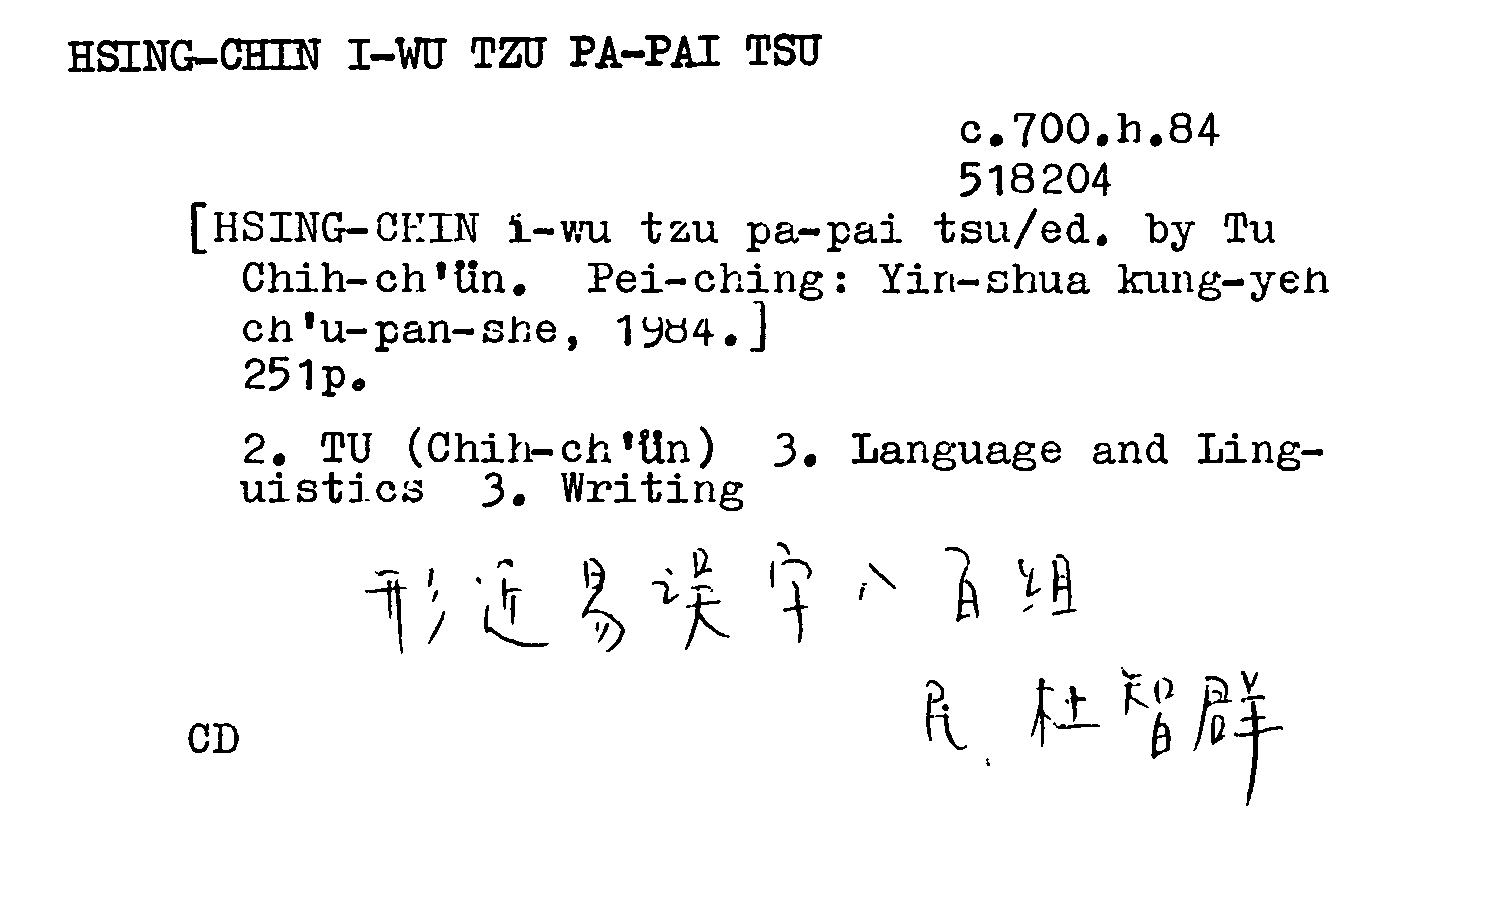 HSING-CHIN I-WU TZU PA-PAI TSU
c.700.h.84
518204
[HSING-CHIN i-wu tzu pa-pai tsu/ed. by Tu
Chih-ch'ün. Pei-ching: Yin-shua kung-yeh
ch'u-pan-she, 1984.]
251p.
2. TU (Chih-ch'ün) 3. Language and Ling-
uistics 3. Writing
形近易误字八百组
杜智群
CD